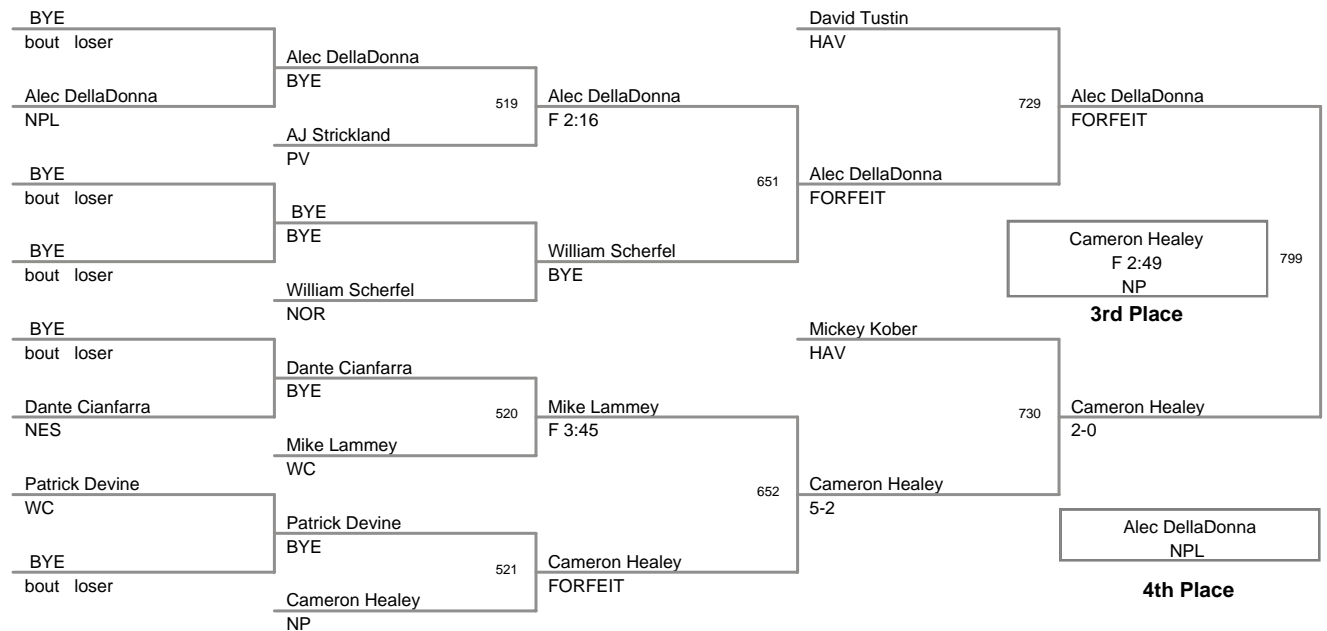 BYE
bout loser
Alec DellaDonna
NPL
BYE
bout loser
BYE
bout loser
BYE
bout loser
Dante Cianfarra
NES
Patrick Devine
WC
BYE
bout loser
Alec DellaDonna
BYE
519
AJ Strickland
PV
BYE
BYE
William Scherfel
NOR
Dante Cianfarra
BYE
520
Mike Lammey
WC
Patrick Devine
BYE
521
Cameron Healey
NP
Alec DellaDonna
F 2:16
651
William Scherfel
BYE
Mike Lammey
F 3:45
652
Cameron Healey
FORFEIT
David Tustin
HAV
729
Alec DellaDonna
FORFEIT
Mickey Kober
HAV
730
Cameron Healey
5-2
Alec DellaDonna
FORFEIT
799
Cameron Healey
2-0
Cameron Healey
F 2:49
NP
3rd Place
Alec DellaDonna
NPL
4th Place